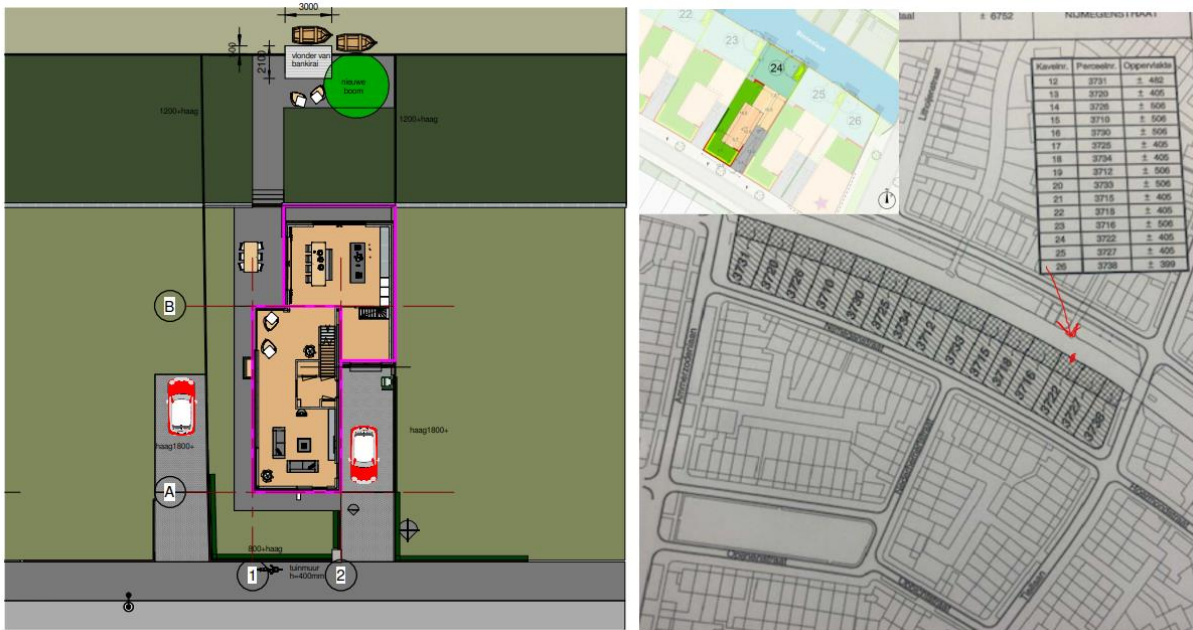 3000
500
2100
vlonder van
bankirai
nieuwe
boom
1200+haag
1200+haag
B
haag1800+
haag1800+
A
800+haag
tuinmuur
h=400mm
1
2
22
23
24
25
26
± 6752
NIJMEGENSTRAAT
Kavelnr. Perceelnr. Oppervlakte
12 3731 ± 482
13 3720 ± 405
14 3726 ± 506
15 3710 ± 506
16 3730 ± 506
17 3725 ± 405
18 3734 ± 405
19 3712 ± 506
20 3733 ± 506
21 3715 ± 405
22 3718 ± 405
23 3716 ± 506
24 3722 ± 405
25 3727 ± 405
26 3738 ± 399
3731
3720
3726
3710
3730
3725
3734
3712
3733
3715
3718
3716
3722
3727
3738
Nijmegenstraat
Ammerzodenlaan
Tiellaan